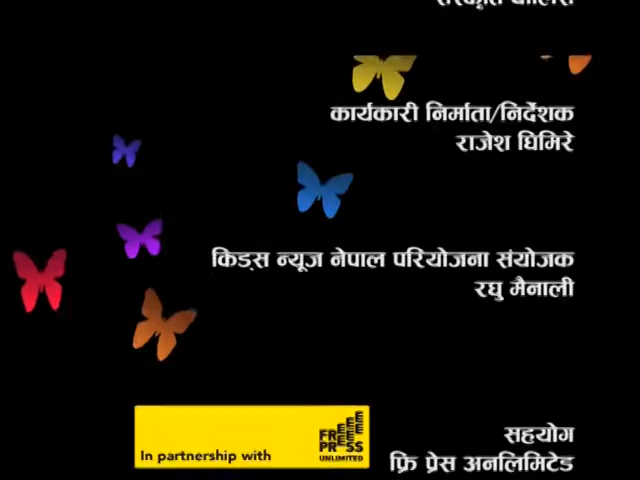 कार्यकारी निर्माता/निर्देशक
राजेश घिमिरे
किड्स न्यूज नेपाल परियोजना संयोजक
रघु मैनाली
In partnership with
FREE
PRESS
UNLIMITED
सहयोग
फ्रि प्रेस अनलिमिटेड